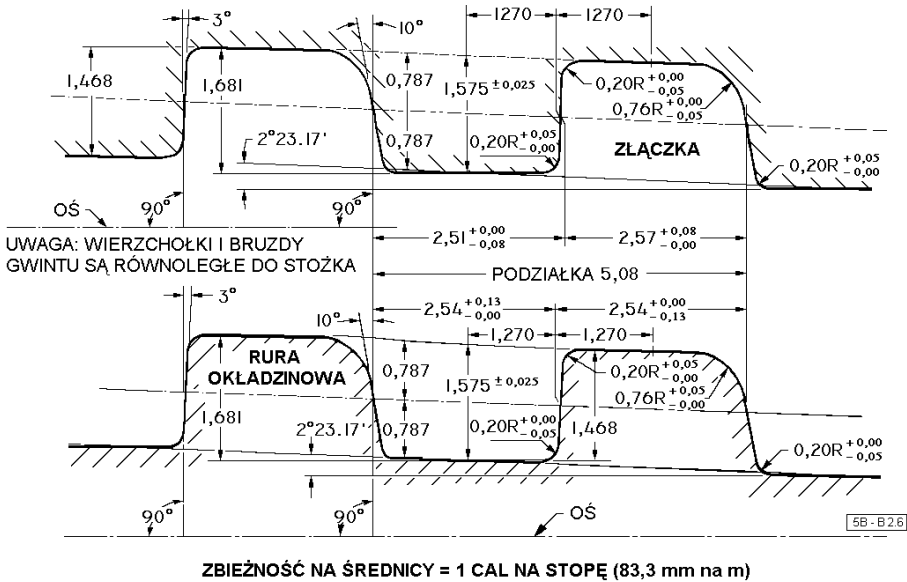 3°
10°
1270
1270
1,468
1,681
0,787
1,575 ±0,025
0,20R +0,00 −0,05
0,76R +0,00 −0,05
2°23.17'
0,787
0,20R +0,05 −0,00
ZŁĄCZKA
0,20R +0,05 −0,00
OŚ
90°
90°
UWAGA: WIERZCHOŁKI I BRUZDY
GWINTU SĄ RÓWNOLEGŁE DO STOŻKA
2,51 +0,00 −0,08
2,57 +0,08 −0,00
PODZIAŁKA 5,08
3°
10°
2,54 +0,13 −0,00
2,54 +0,00 −0,13
1,270
1,270
RURA
OKŁADZINOWA
1,681
0,787
1,575 ±0,025
0,20R +0,05 −0,00
0,76R +0,05 −0,00
2°23.17'
0,787
0,20R +0,00 −0,05
1,468
0,20R +0,00 −0,05
90°
90°
OŚ
5B - B 2.6
ZBIEŻNOŚĆ NA ŚREDNICY = 1 CAL NA STOPĘ (83,3 mm na m)